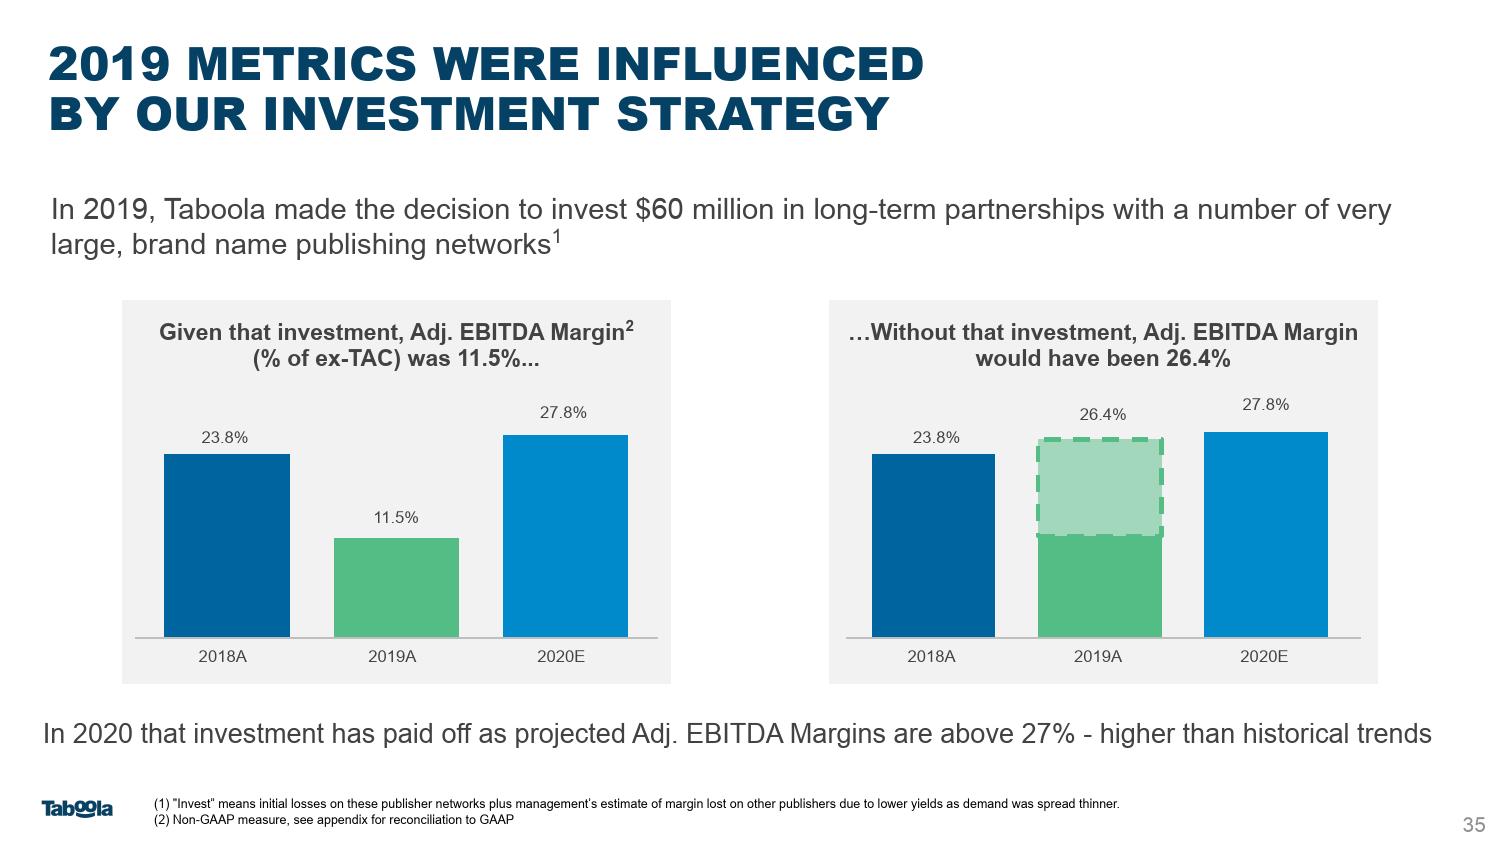 2019 METRICS WERE INFLUENCED
BY OUR INVESTMENT STRATEGY
In 2019, Taboola made the decision to invest $60 million in long-term partnerships with a number of very
large, brand name publishing networks1
Given that investment, Adj. EBITDA Margin2
(% of ex-TAC) was 11.5%...
23.8%
11.5%
27.8%
2018A
2019A
2020E
…Without that investment, Adj. EBITDA Margin
would have been 26.4%
23.8%
26.4%
27.8%
2018A
2019A
2020E
In 2020 that investment has paid off as projected Adj. EBITDA Margins are above 27% - higher than historical trends
Taboola
(1) "Invest" means initial losses on these publisher networks plus management's estimate of margin lost on other publishers due to lower yields as demand was spread thinner.
(2) Non-GAAP measure, see appendix for reconciliation to GAAP
35